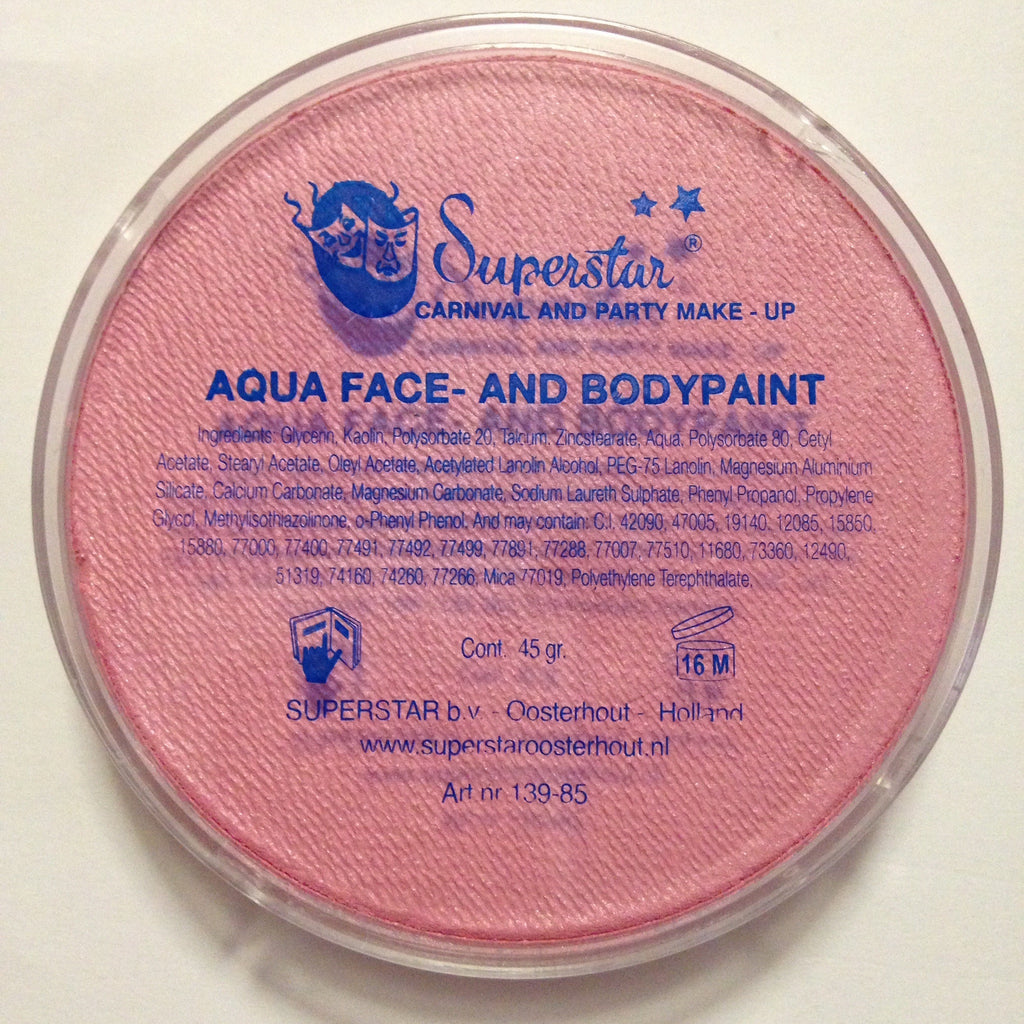 Superstar ®
CARNIVAL AND PARTY MAKE - UP
AQUA FACE- AND BODYPAINT
Ingredients: Glycerin, Kaolin, Polysorbate 20, Talcum, Zincstearate, Aqua, Polysorbate 80, Cetyl
Acetate, Stearyl Acetate, Oleyl Acetate, Acetylated Lanolin Alcohol, PEG-75 Lanolin, Magnesium Aluminium
Silicate, Calcium Carbonate, Magnesium Carbonate, Sodium Laureth Sulphate, Phenyl Propanol, Propylene
Glycol, Methylisothiazolinone, o-Phenyl Phenol. And may contain: C.I. 42090, 47005, 19140, 12085, 15850,
15880, 77000, 77400, 77491, 77492, 77499, 77891, 77288, 77007, 77510, 11680, 73360, 12490,
51319, 74160, 74260, 77266, Mica 77019, Polyethylene Terephthalate.
Cont. 45 gr.
16 M
SUPERSTAR b.v. - Oosterhout - Holland
www.superstaroosterhout.nl
Art nr 139-85